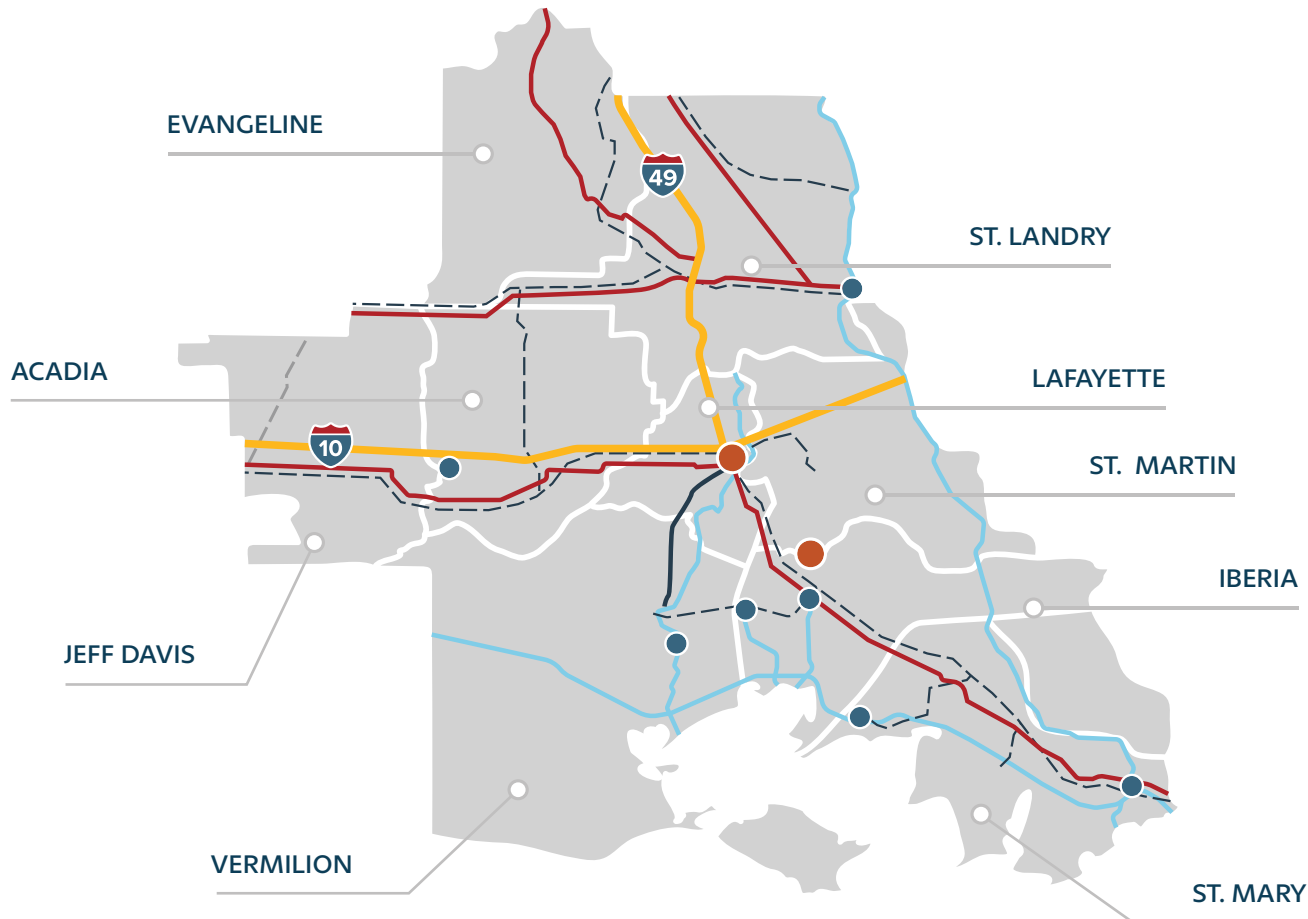 EVANGELINE
49
ST. LANDRY
ACADIA
LAFAYETTE
10
ST. MARTIN
IBERIA
JEFF DAVIS
VERMILION
ST. MARY